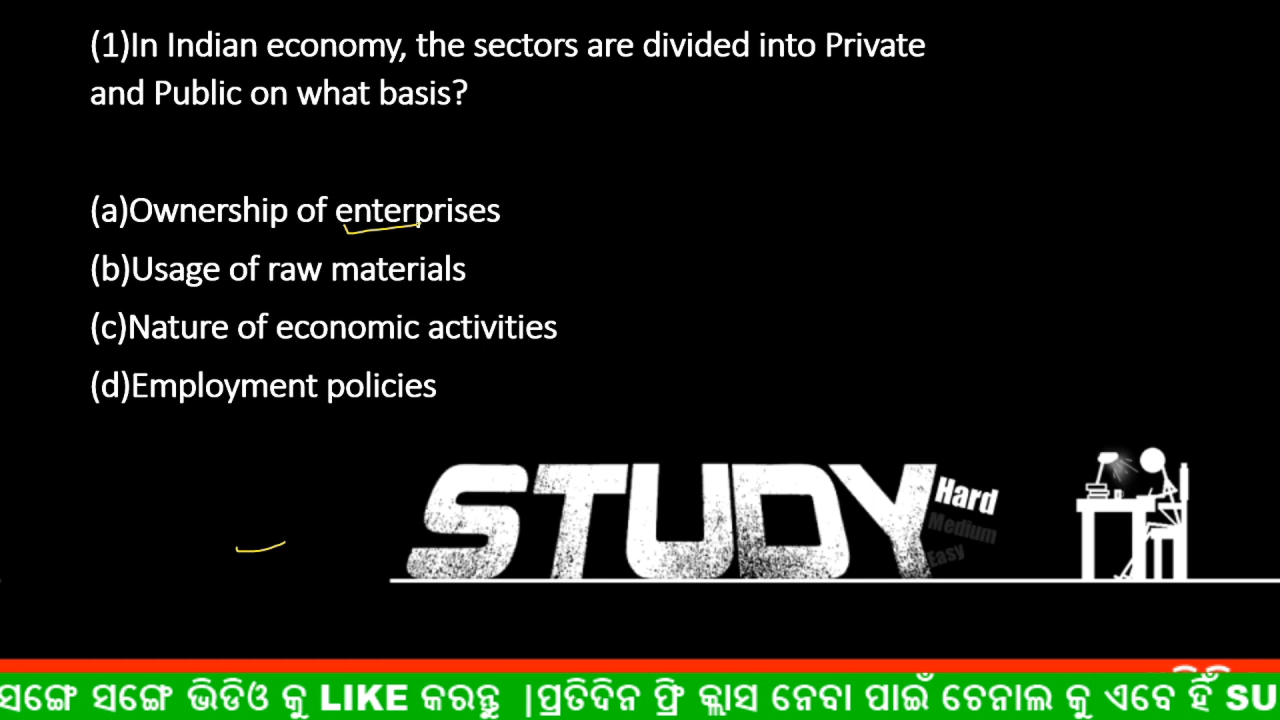 (1)In Indian economy, the sectors are divided into Private
and Public on what basis?
(a)Ownership of enterprises
(b)Usage of raw materials
(c)Nature of economic activities
(d)Employment policies
STUDY Hard
Medium
Easy
ସଙ୍ଗେ ସଙ୍ଗେ ଭିଡିଓ କୁ LIKE କରନ୍ତୁ |ପ୍ରତିଦିନ ଫ୍ରି କ୍ଲାସ ନେବା ପାଇଁ ଚେନାଲ କୁ ଏବେ ହିଁ SU